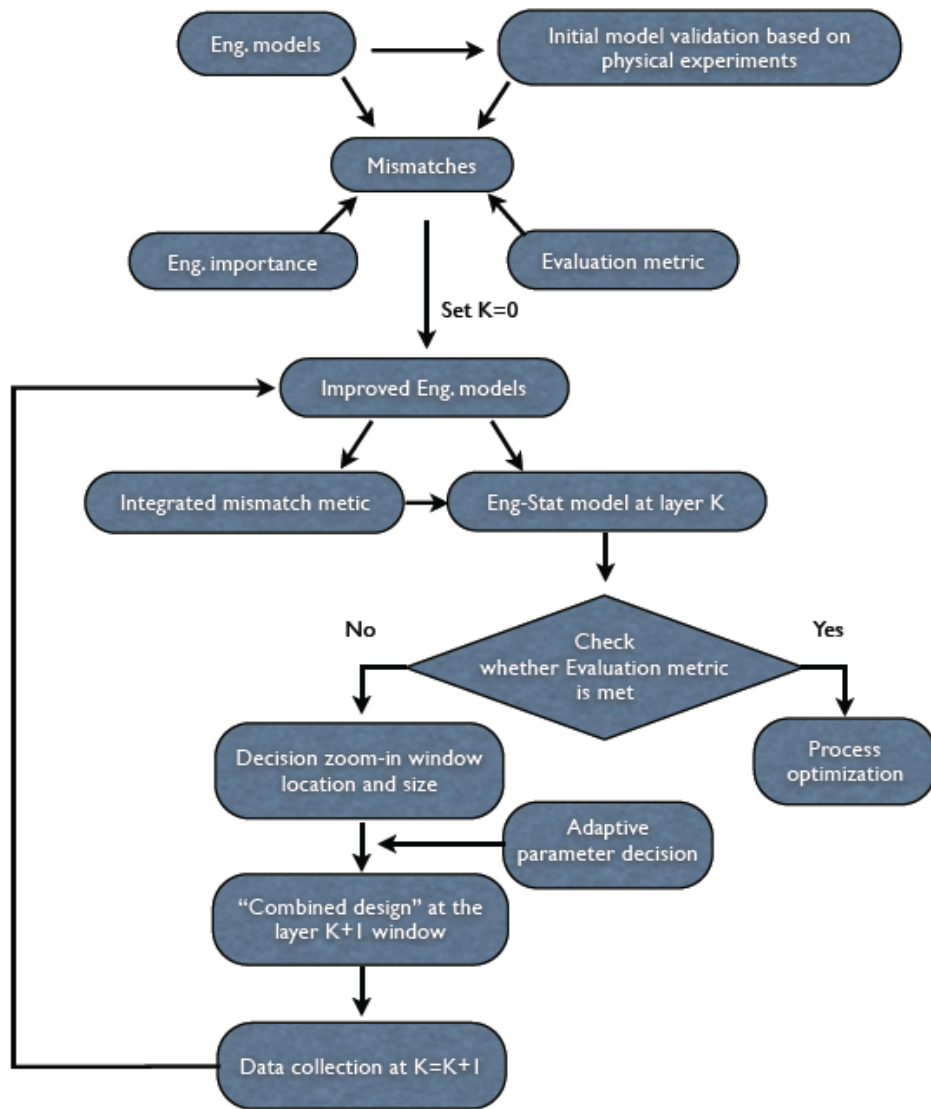 Eng. models
Initial model validation based on
physical experiments
Mismatches
Eng. importance
Evaluation metric
Set K=0
Improved Eng. models
Integrated mismatch metic
Eng-Stat model at layer K
No
Yes
Check
whether Evaluation metric
is met
Decision zoom-in window
location and size
Process
optimization
Adaptive
parameter decision
“Combined design” at the
layer K+1 window
Data collection at K=K+1